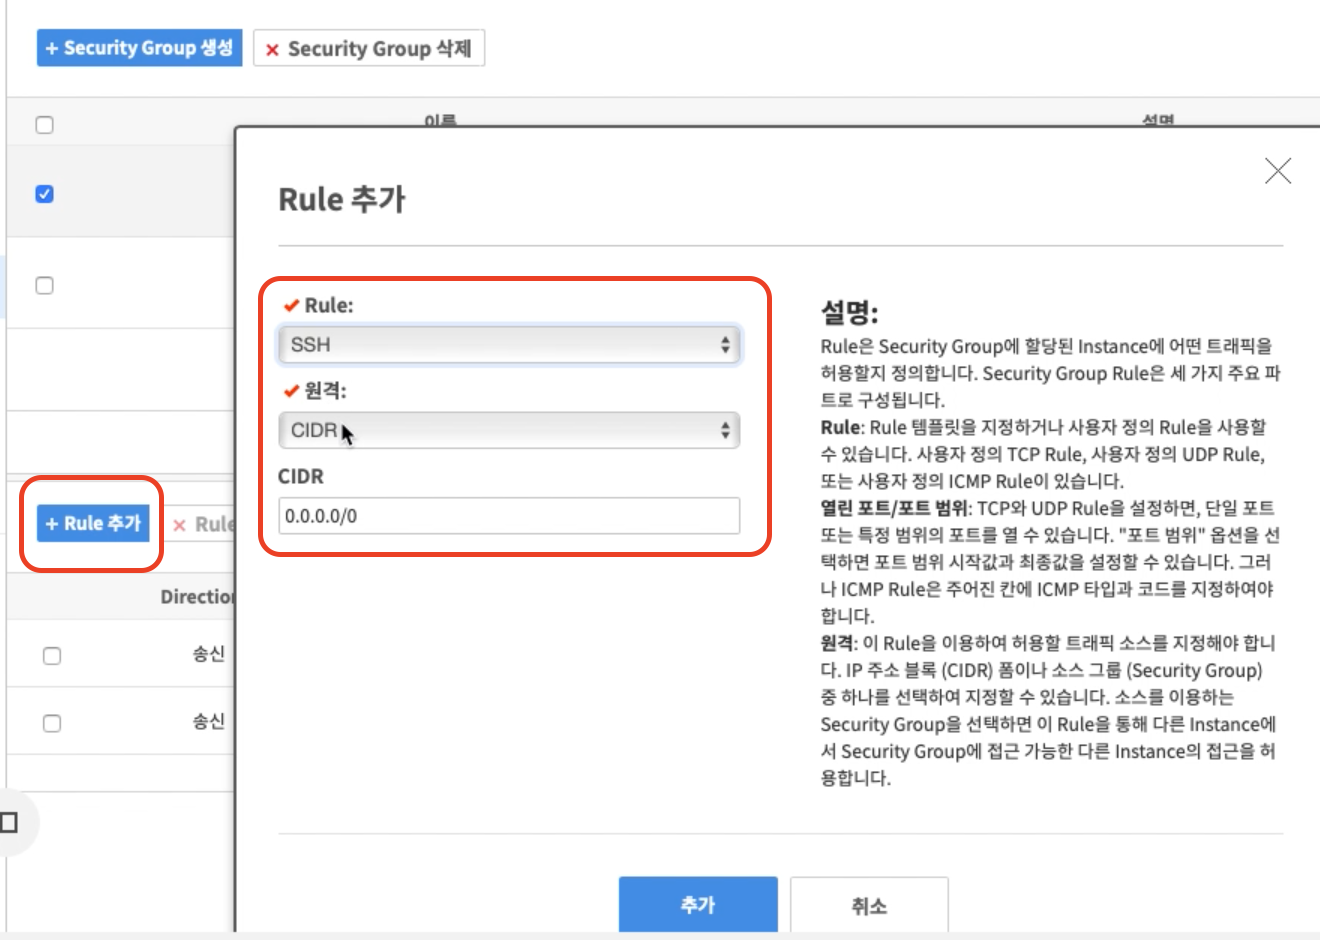 + Security Group 생성
× Security Group 삭제
이름
설명
Rule 추가
Rule:
SSH
원격:
CIDR
CIDR
0.0.0.0/0
설명:
Rule은 Security Group에 할당된 Instance에 어떤 트래픽을
허용할지 정의합니다. Security Group Rule은 세 가지 주요 파
트로 구성됩니다.
Rule: Rule 템플릿을 지정하거나 사용자 정의 Rule을 사용할
수 있습니다. 사용자 정의 TCP Rule, 사용자 정의 UDP Rule,
또는 사용자 정의 ICMP Rule이 있습니다.
열린 포트/포트 범위: TCP와 UDP Rule을 설정하면, 단일 포트
또는 특정 범위의 포트를 열 수 있습니다. "포트 범위" 옵션을 선
택하면 포트 범위 시작값과 최종값을 설정할 수 있습니다. 그러
나 ICMP Rule은 주어진 칸에 ICMP 타입과 코드를 지정하여야
합니다.
원격: 이 Rule을 이용하여 허용할 트래픽 소스를 지정해야 합니
다. IP 주소 블록 (CIDR) 폼이나 소스 그룹 (Security Group)
중 하나를 선택하여 지정할 수 있습니다. 소스를 이용하는
Security Group을 선택하면 이 Rule을 통해 다른 Instance에
서 Security Group에 접근 가능한 다른 Instance의 접근을 허
용합니다.
추가
취소
+ Rule 추가
× Rule
Direction
송신
송신